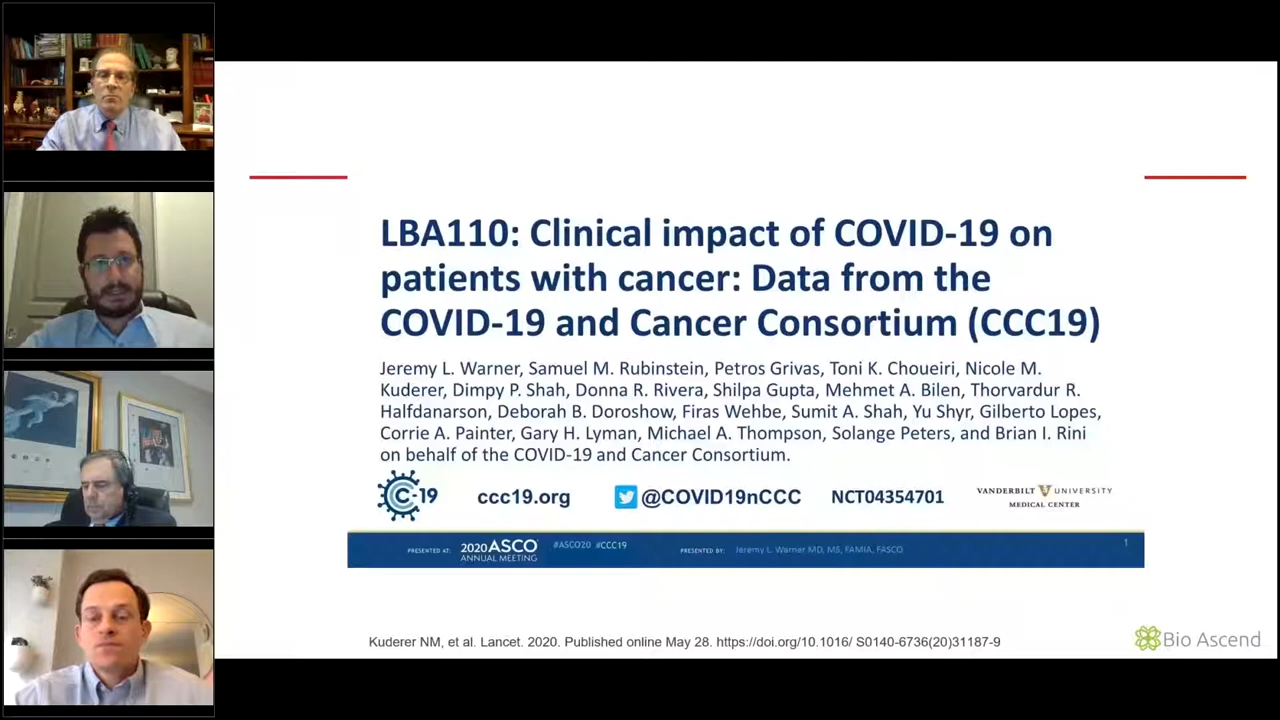 LBA110: Clinical impact of COVID-19 on
patients with cancer: Data from the
COVID-19 and Cancer Consortium (CCC19)
Jeremy L. Warner, Samuel M. Rubinstein, Petros Grivas, Toni K. Choueiri, Nicole M.
Kuderer, Dimpy P. Shah, Donna R. Rivera, Shilpa Gupta, Mehmet A. Bilen, Thorvardur R.
Halfdanarson, Deborah B. Doroshow, Firas Wehbe, Sumit A. Shah, Yu Shyr, Gilberto Lopes,
Corrie A. Painter, Gary H. Lyman, Michael A. Thompson, Solange Peters, and Brian I. Rini
on behalf of the COVID-19 and Cancer Consortium.
C-19 ccc19.org @COVID19nCCC NCT04354701 VANDERBILT UNIVERSITY
MEDICAL CENTER
PRESENTED AT: 2020 ASCO ANNUAL MEETING #ASCO20 #CCC19 PRESENTED BY: Jeremy L. Warner MD, MS, FAMIA, FASCO 1
Kuderer NM, et al. Lancet. 2020. Published online May 28. https://doi.org/10.1016/ S0140-6736(20)31187-9
Bio Ascend